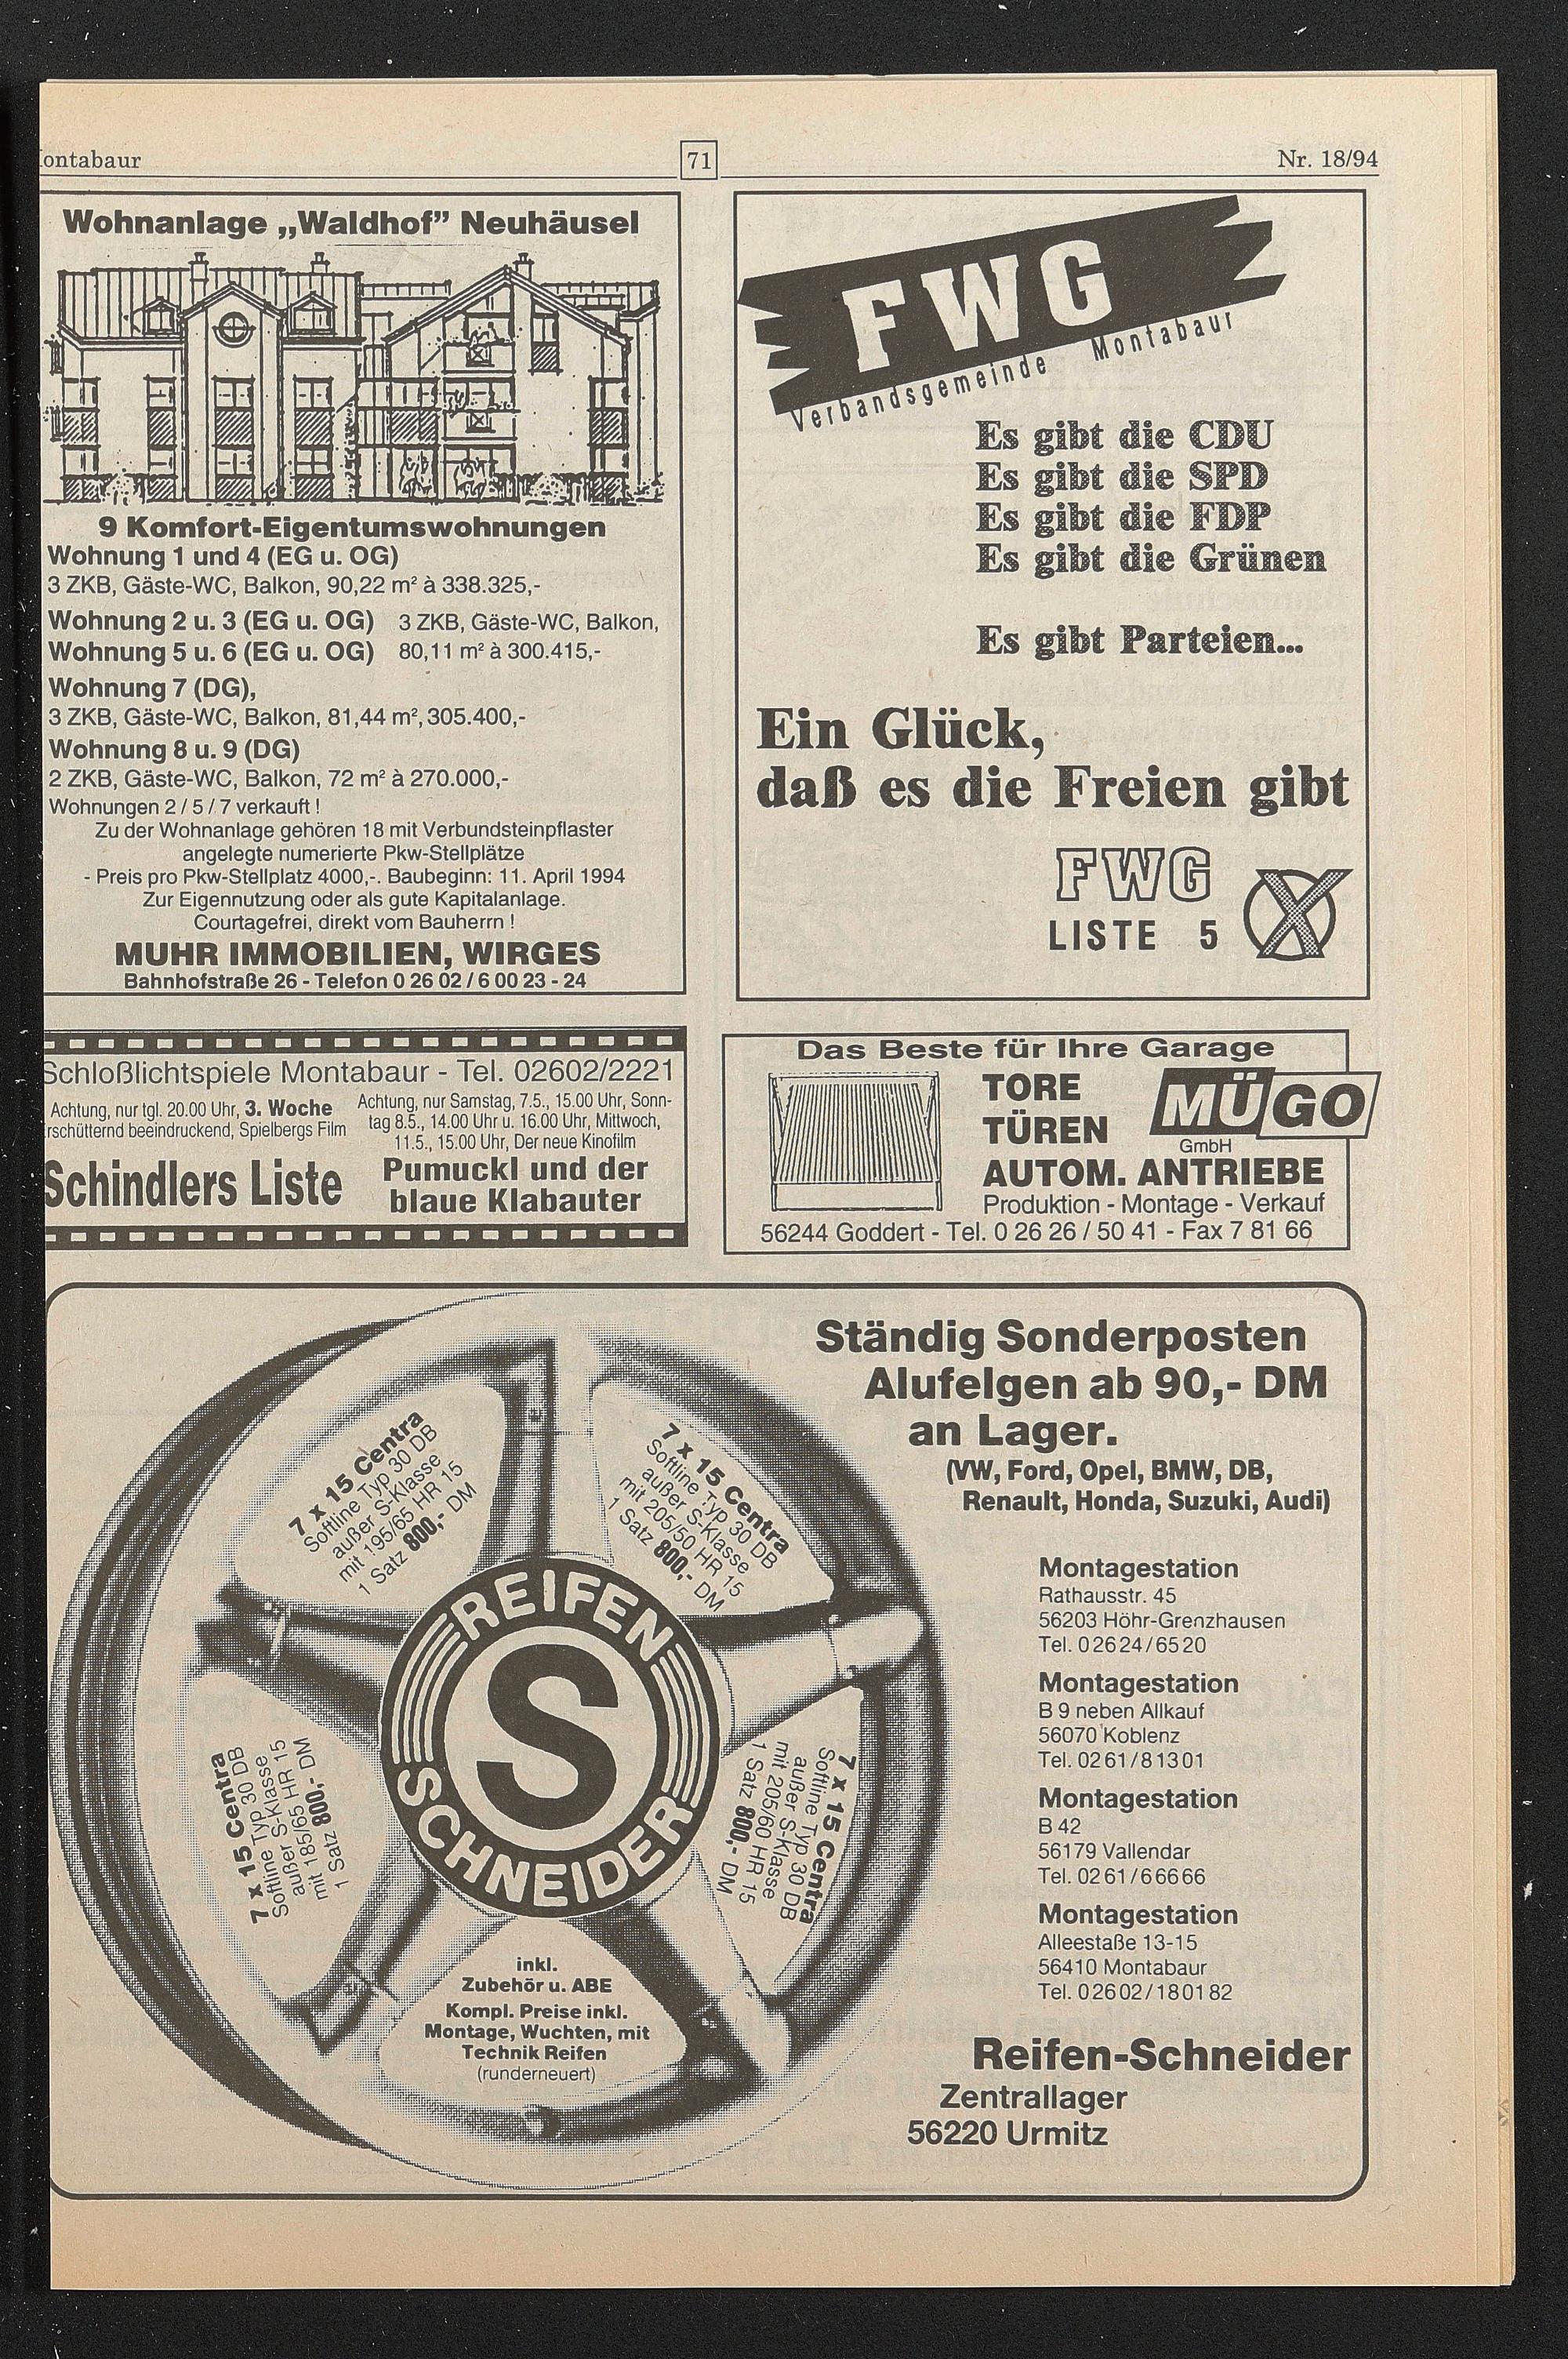 ontabaur
71
Nr. 18/94
Wohnanlage „Waldhof” Neuhäusel
9 Komfort-Eigentumswohnungen
Wohnung 1 und 4 (EG u. OG)
3 ZKB, Gäste-WC, Balkon, 90,22 m² à 338.325,-
Wohnung 2 u. 3 (EG u. OG) 3 ZKB, Gäste-WC, Balkon,
Wohnung 5 u. 6 (EG u. OG) 80,11 m² à 300.415,-
Wohnung 7 (DG),
3 ZKB, Gäste-WC, Balkon, 81,44 m², 305.400,-
Wohnung 8 u. 9 (DG)
2 ZKB, Gäste-WC, Balkon, 72 m² à 270.000,-
Wohnungen 2 / 5 / 7 verkauft !
Zu der Wohnanlage gehören 18 mit Verbundsteinpflaster
angelegte numerierte Pkw-Stellplätze
- Preis pro Pkw-Stellplatz 4000,-. Baubeginn: 11. April 1994
Zur Eigennutzung oder als gute Kapitalanlage.
Courtagefrei, direkt vom Bauherrn !
MUHR IMMOBILIEN, WIRGES
Bahnhofstraße 26 - Telefon 0 26 02 / 6 00 23 - 24
FWG
Verbandsgemeinde Montabaur
Es gibt die CDU
Es gibt die SPD
Es gibt die FDP
Es gibt die Grünen
Es gibt Parteien...
Ein Glück,
daß es die Freien gibt
FWG
LISTE 5 X
Schloßlichtspiele Montabaur - Tel. 02602/2221
Achtung, nur tgl. 20.00 Uhr, 3. Woche
rschütternd beeindruckend, Spielbergs Film
Schindlers Liste
Achtung, nur Samstag, 7.5., 15.00 Uhr, Sonn-
tag 8.5., 14.00 Uhr u. 16.00 Uhr, Mittwoch,
11.5., 15.00 Uhr, Der neue Kinofilm
Pumuckl und der
blaue Klabauter
Das Beste für Ihre Garage
TORE
TÜREN
MÜGO
GmbH
AUTOM. ANTRIEBE
Produktion - Montage - Verkauf
56244 Goddert - Tel. 0 26 26 / 50 41 - Fax 7 81 66
Ständig Sonderposten
Alufelgen ab 90,- DM
an Lager.
(VW, Ford, Opel, BMW, DB,
Renault, Honda, Suzuki, Audi)
7 x 15 Centra
Softline Typ 30 DB
außer S-Klasse
mit 195/65 HR 15
1 Satz 800,- DM
7 x 15 Centra
Softline Typ 30 DB
außer S-Klasse
mit 205/50 HR 15
1 Satz 800,- DM
REIFEN
S
SCHNEIDER
7 x 15 Centra
Softline Typ 30 DB
außer S-Klasse
mit 185/65 HR 15
1 Satz 800,- DM
7 x 15 Centra
Softline Typ 30 DB
außer S-Klasse
mit 205/60 HR 15
1 Satz 800,- DM
inkl.
Zubehör u. ABE
Kompl. Preise inkl.
Montage, Wuchten, mit
Technik Reifen
(runderneuert)
Montagestation
Rathausstr. 45
56203 Höhr-Grenzhausen
Tel. 02624/6520
Montagestation
B 9 neben Allkauf
56070 Koblenz
Tel. 0261/81301
Montagestation
B 42
56179 Vallendar
Tel. 0261/66666
Montagestation
Alleestaße 13-15
56410 Montabaur
Tel. 02602/180182
Reifen-Schneider
Zentrallager
56220 Urmitz